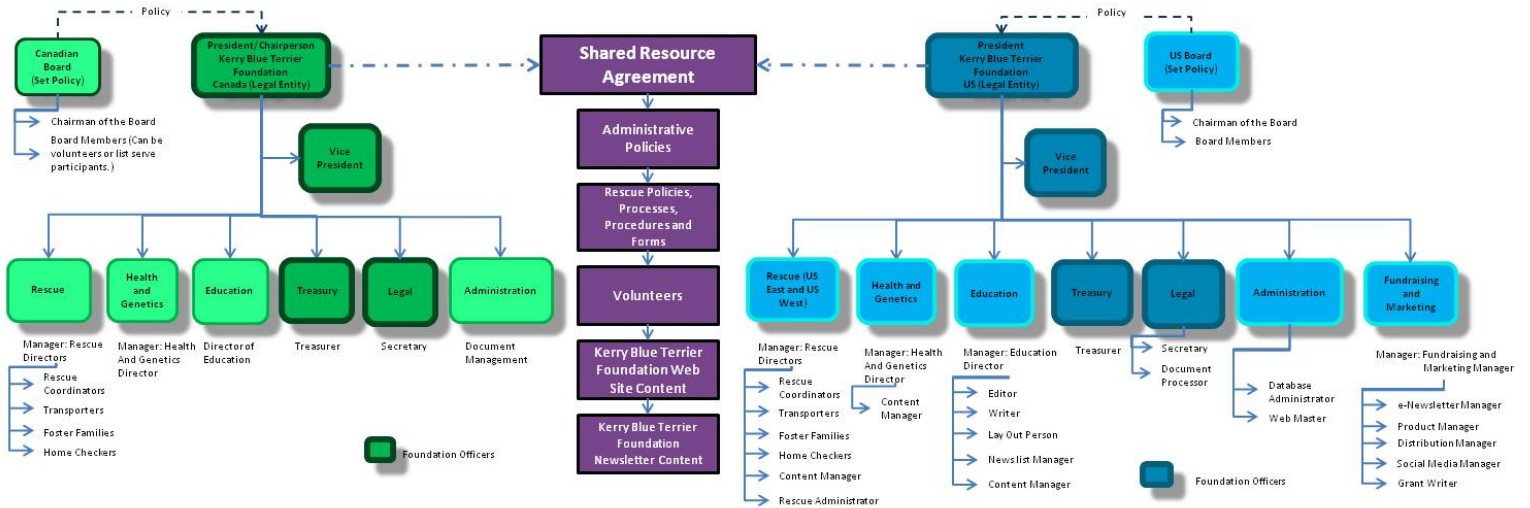 Policy
Canadian
Board
(Set Policy)
President/Chairperson
Kerry Blue Terrier
Foundation
Canada (Legal Entity)
Chairman of the Board
Board Members (Can be
volunteers or list serve
participants.)
Vice
President
Rescue
Health
and
Genetics
Education
Treasury
Legal
Administration
Manager: Rescue
Directors
Rescue
Coordinators
Transporters
Foster Families
Home Checkers
Manager: Health
And Genetics
Director
Director of
Education
Treasurer
Secretary
Document
Management
Foundation Officers
Shared Resource
Agreement
Administrative
Policies
Rescue Policies,
Processes,
Procedures and
Forms
Volunteers
Kerry Blue Terrier
Foundation Web
Site Content
Kerry Blue Terrier
Foundation
Newsletter Content
Policy
President
Kerry Blue Terrier
Foundation
US (Legal Entity)
US Board
(Set Policy)
Chairman of the Board
Board Members
Vice
President
Rescue (US
East and US
West)
Health and
Genetics
Education
Treasury
Legal
Administration
Fundraising
and
Marketing
Manager: Rescue
Directors
Rescue
Coordinators
Transporters
Foster Families
Home Checkers
Content Manager
Rescue Administrator
Manager: Health
And Genetics
Director
Content
Manager
Manager: Education
Director
Editor
Writer
Lay Out Person
News list Manager
Content Manager
Treasurer
Secretary
Document
Processor
Database
Administrator
Web Master
Manager: Fundraising and
Marketing Manager
e-Newsletter Manager
Product Manager
Distribution Manager
Social Media Manager
Grant Writer
Foundation Officers